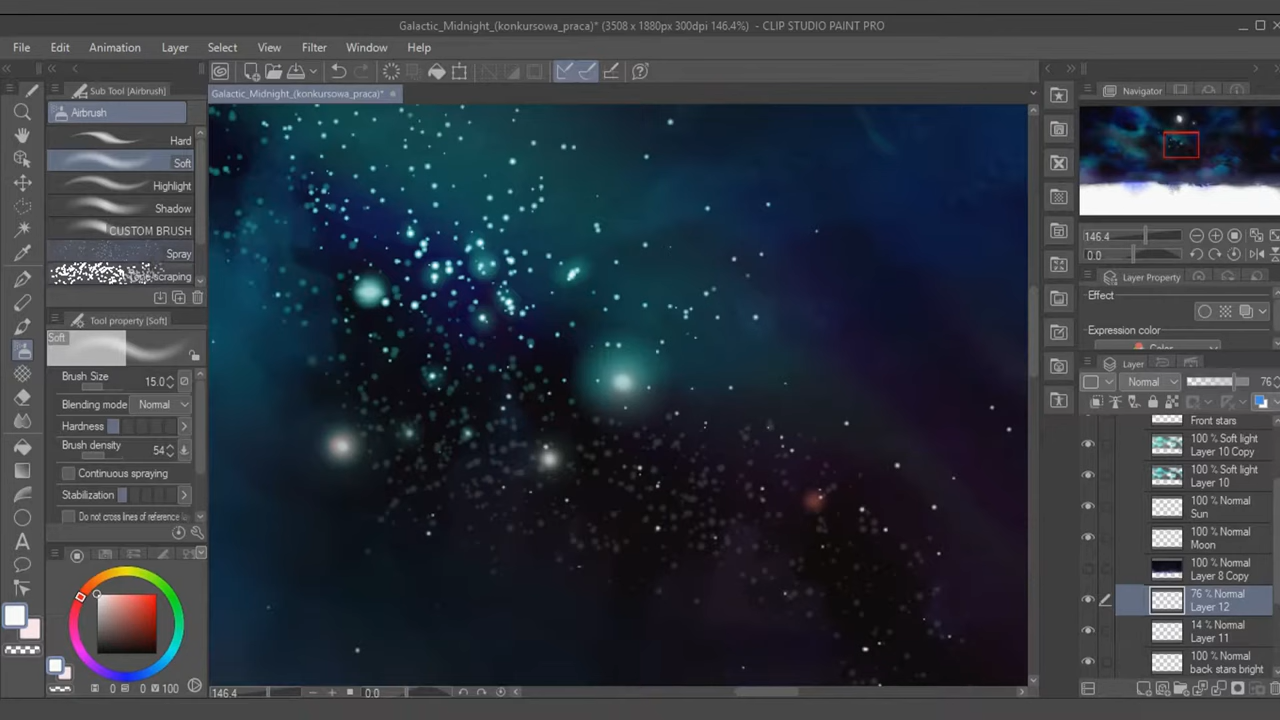 Galactic_Midnight_(konkursowa_praca)* (3508 x 1880px 300dpi 146.4%) - CLIP STUDIO PAINT PRO
File Edit Animation Layer Select View Filter Window Help
Sub Tool [Airbrush]
Airbrush
Hard
Soft
Highlight
Shadow
CUSTOM BRUSH
Spray
Tool property [Soft]
Soft
Brush Size 15.0
Blending mode Normal
Hardness
Brush density 54
Continuous spraying
Stabilization
Do not cross lines of reference
H 0 S 0 V 100
Galactic_Midnight_(konkursowa_praca)*
146.4 0.0
Navigator
146.4
0.0
Layer Property
Effect
Expression color
Color
Layer
Normal 76
Front stars
100 % Soft light
Layer 10 Copy
100 % Soft light
Layer 10
100 % Normal
Sun
100 % Normal
Moon
100 % Normal
Layer 8 Copy
76 % Normal
Layer 12
14 % Normal
Layer 11
100 % Normal
back stars bright